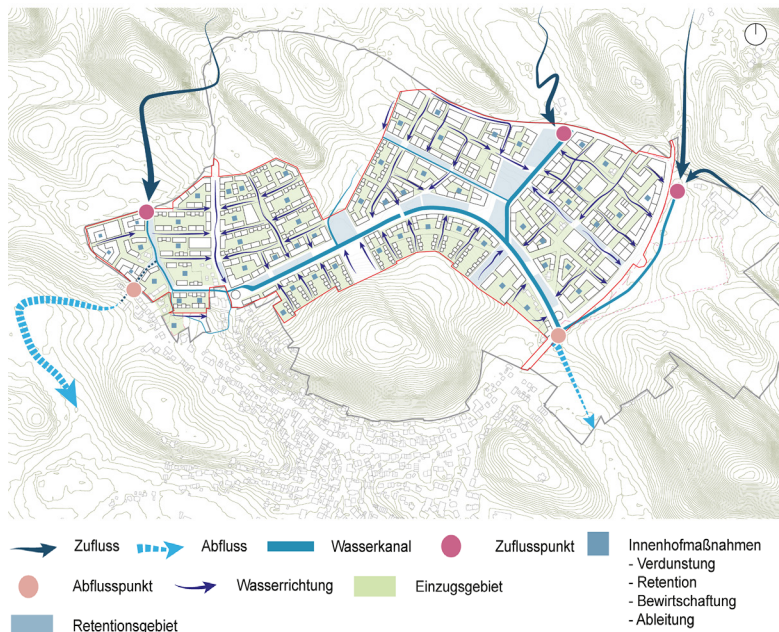 Zufluss
Abfluss
Wasserkanal
Zuflusspunkt
Innenhofmaßnahmen
- Verdunstung
- Retention
- Bewirtschaftung
- Ableitung
Abflusspunkt
Wasserrichtung
Einzugsgebiet
Retentionsgebiet